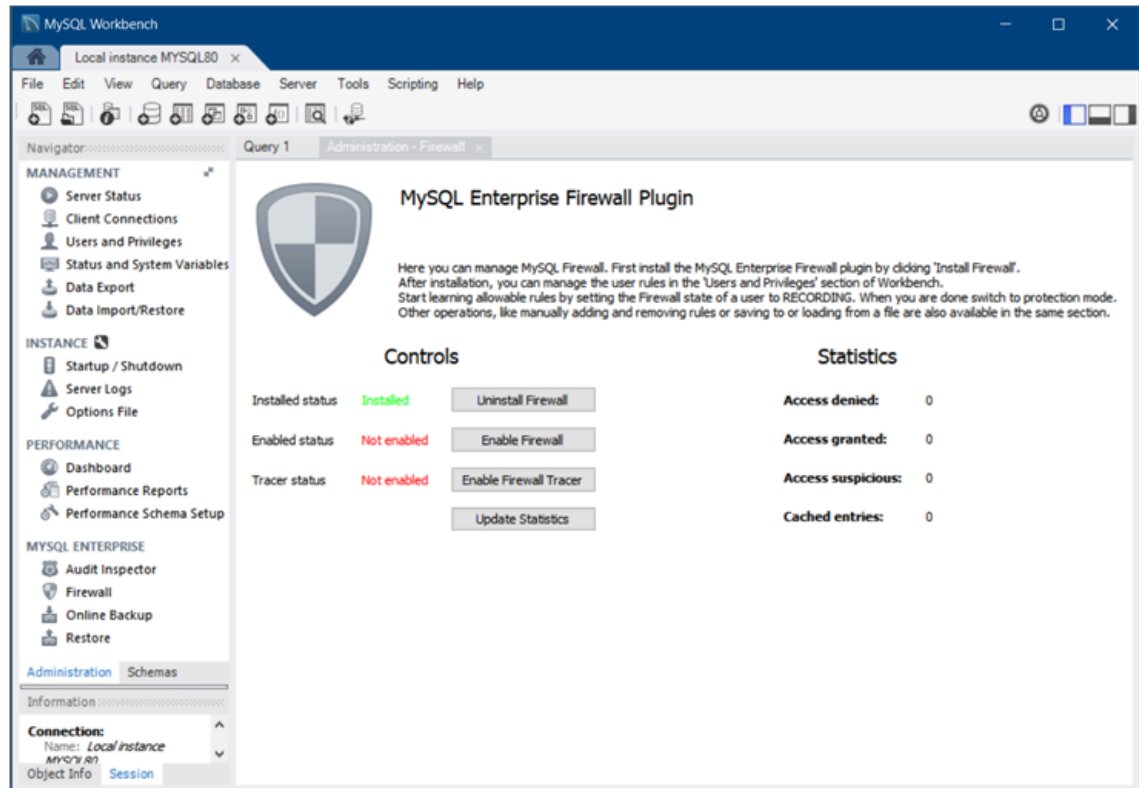 MySQL Workbench
Local instance MYSQL80 ×
File Edit View Query Database Server Tools Scripting Help
Navigator
MANAGEMENT
Server Status
Client Connections
Users and Privileges
Status and System Variables
Data Export
Data Import/Restore
INSTANCE
Startup / Shutdown
Server Logs
Options File
PERFORMANCE
Dashboard
Performance Reports
Performance Schema Setup
MYSQL ENTERPRISE
Audit Inspector
Firewall
Online Backup
Restore
Administration Schemas
Information
Connection:
Name: Local instance
MYSQL80
Object Info Session
Query 1 Administration - Firewall ×
MySQL Enterprise Firewall Plugin
Here you can manage MySQL Firewall. First install the MySQL Enterprise Firewall plugin by clicking 'Install Firewall'.
After installation, you can manage the user rules in the 'Users and Privileges' section of Workbench.
Start learning allowable rules by setting the Firewall state of a user to RECORDING. When you are done switch to protection mode.
Other operations, like manually adding and removing rules or saving to or loading from a file are also available in the same section.
Controls
Installed status Installed Uninstall Firewall
Enabled status Not enabled Enable Firewall
Tracer status Not enabled Enable Firewall Tracer
Update Statistics
Statistics
Access denied: 0
Access granted: 0
Access suspicious: 0
Cached entries: 0